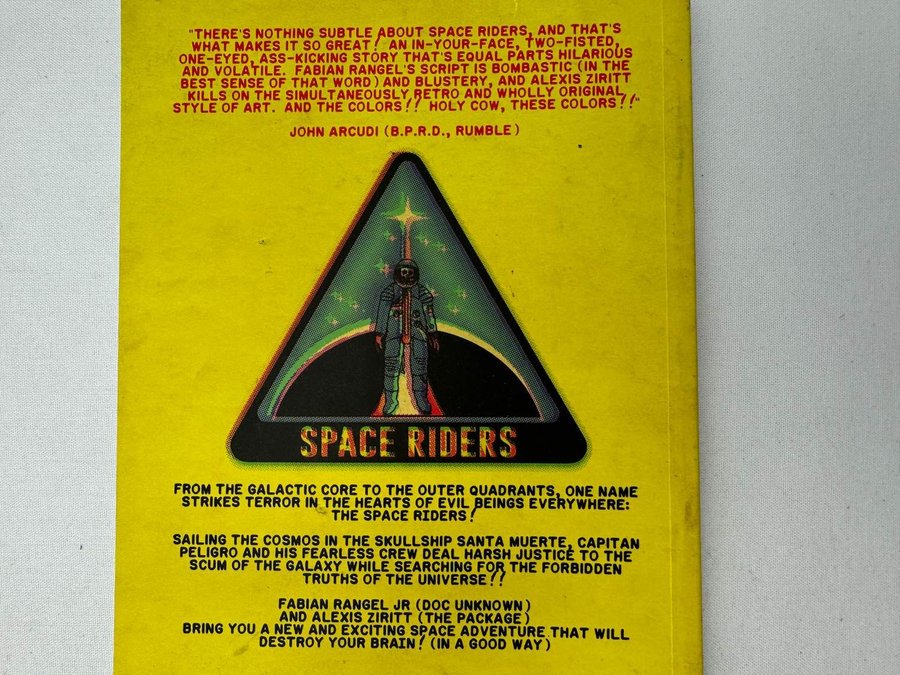 "THERE'S NOTHING SUBTLE ABOUT SPACE RIDERS, AND THAT'S
WHAT MAKES IT SO GREAT! AN IN-YOUR-FACE, TWO-FISTED,
ONE-EYED, ASS-KICKING STORY THAT'S EQUAL PARTS HILARIOUS
AND VOLATILE. FABIAN RANGEL'S SCRIPT IS BOMBASTIC (IN THE
BEST SENSE OF THAT WORD) AND BLUSTERY, AND ALEXIS ZIRITT
KILLS ON THE SIMULTANEOUSLY RETRO AND WHOLLY ORIGINAL
STYLE OF ART. AND THE COLORS!! HOLY COW, THESE COLORS!!"
JOHN ARCUDI (B.P.R.D., RUMBLE)
SPACE RIDERS
FROM THE GALACTIC CORE TO THE OUTER QUADRANTS, ONE NAME
STRIKES TERROR IN THE HEARTS OF EVIL BEINGS EVERYWHERE:
THE SPACE RIDERS!
SAILING THE COSMOS IN THE SKULLSHIP SANTA MUERTE, CAPITAN
PELIGRO AND HIS FEARLESS CREW DEAL HARSH JUSTICE TO THE
SCUM OF THE GALAXY WHILE SEARCHING FOR THE FORBIDDEN
TRUTHS OF THE UNIVERSE!!
FABIAN RANGEL JR (DOC UNKNOWN)
AND ALEXIS ZIRITT (THE PACKAGE)
BRING YOU A NEW AND EXCITING SPACE ADVENTURE THAT WILL
DESTROY YOUR BRAIN! (IN A GOOD WAY)